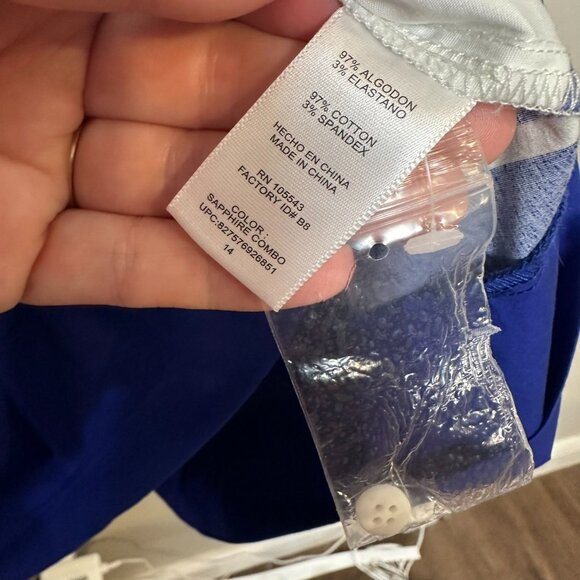 97% ALGODON
3% ELASTANO
97% COTTON
3% SPANDEX
HECHO EN CHINA
MADE IN CHINA
RN 105543
FACTORY ID# B8
COLOR :
SAPPHIRE COMBO
UPC:827576926851
14